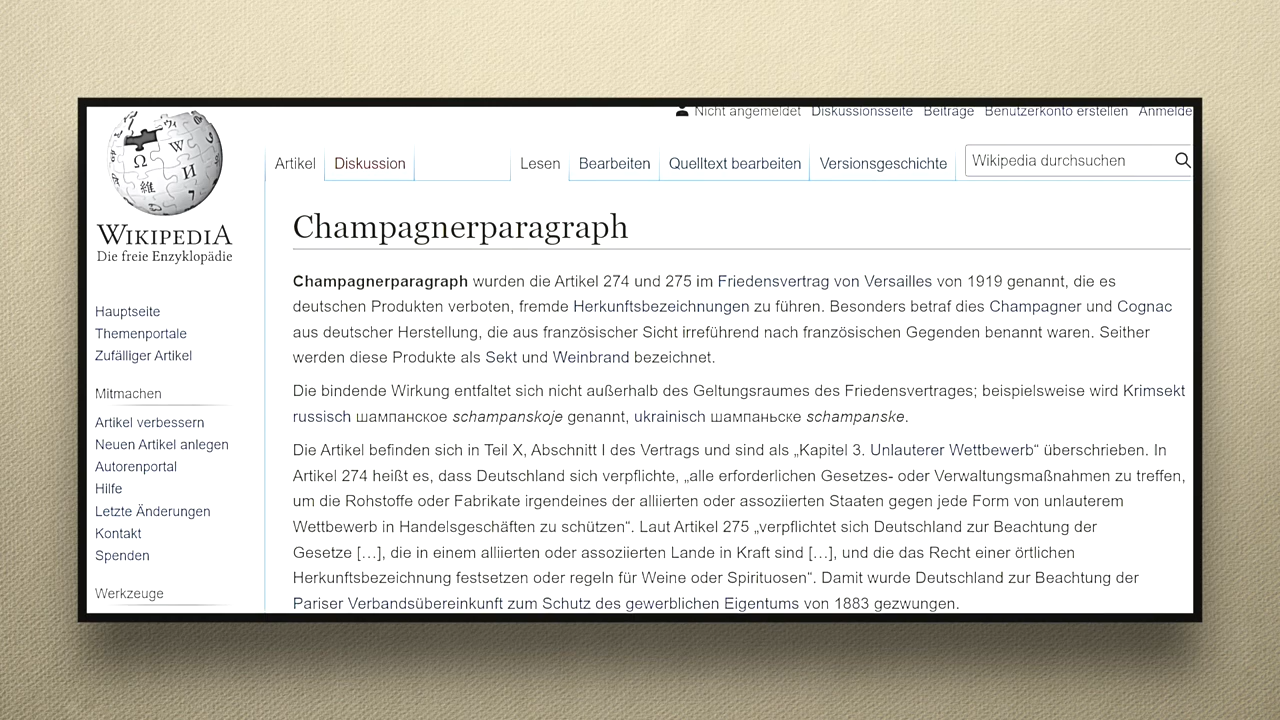 Nicht angemeldet Diskussionsseite Beiträge Benutzerkonto erstellen Anmelde
Artikel Diskussion Lesen Bearbeiten Quelltext bearbeiten Versionsgeschichte Wikipedia durchsuchen
WIKIPEDIA
Die freie Enzyklopädie
Hauptseite
Themenportale
Zufälliger Artikel
Mitmachen
Artikel verbessern
Neuen Artikel anlegen
Autorenportal
Hilfe
Letzte Änderungen
Kontakt
Spenden
Werkzeuge
Champagnerparagraph
Champagnerparagraph wurden die Artikel 274 und 275 im Friedensvertrag von Versailles von 1919 genannt, die es
deutschen Produkten verboten, fremde Herkunftsbezeichnungen zu führen. Besonders betraf dies Champagner und Cognac
aus deutscher Herstellung, die aus französischer Sicht irreführend nach französischen Gegenden benannt waren. Seither
werden diese Produkte als Sekt und Weinbrand bezeichnet.
Die bindende Wirkung entfaltet sich nicht außerhalb des Geltungsraumes des Friedensvertrages; beispielsweise wird Krimsekt
russisch шампанское schampanskoje genannt, ukrainisch шампаньске schampanske.
Die Artikel befinden sich in Teil X, Abschnitt I des Vertrags und sind als „Kapitel 3. Unlauterer Wettbewerb“ überschrieben. In
Artikel 274 heißt es, dass Deutschland sich verpflichte, „alle erforderlichen Gesetzes- oder Verwaltungsmaßnahmen zu treffen,
um die Rohstoffe oder Fabrikate irgendeines der alliierten oder assoziierten Staaten gegen jede Form von unlauterem
Wettbewerb in Handelsgeschäften zu schützen“. Laut Artikel 275 „verpflichtet sich Deutschland zur Beachtung der
Gesetze […], die in einem alliierten oder assoziierten Lande in Kraft sind […], und die das Recht einer örtlichen
Herkunftsbezeichnung festsetzen oder regeln für Weine oder Spirituosen“. Damit wurde Deutschland zur Beachtung der
Pariser Verbandsübereinkunft zum Schutz des gewerblichen Eigentums von 1883 gezwungen.